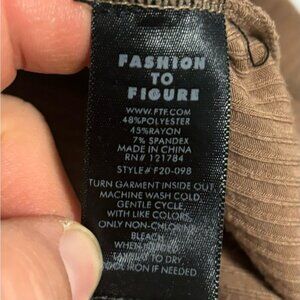 FASHION
TO
FIGURE
WWW.FTF.COM
48%POLYESTER
45%RAYON
7% SPANDEX
MADE IN CHINA
RN# 121784
STYLE# F20-098
TURN GARMENT INSIDE OUT
MACHINE WASH COLD
GENTLE CYCLE
WITH LIKE COLORS
ONLY NON-CHLORINE
BLEACH
WHEN
TUMBLE TO DRY
COOL IRON IF NEEDED